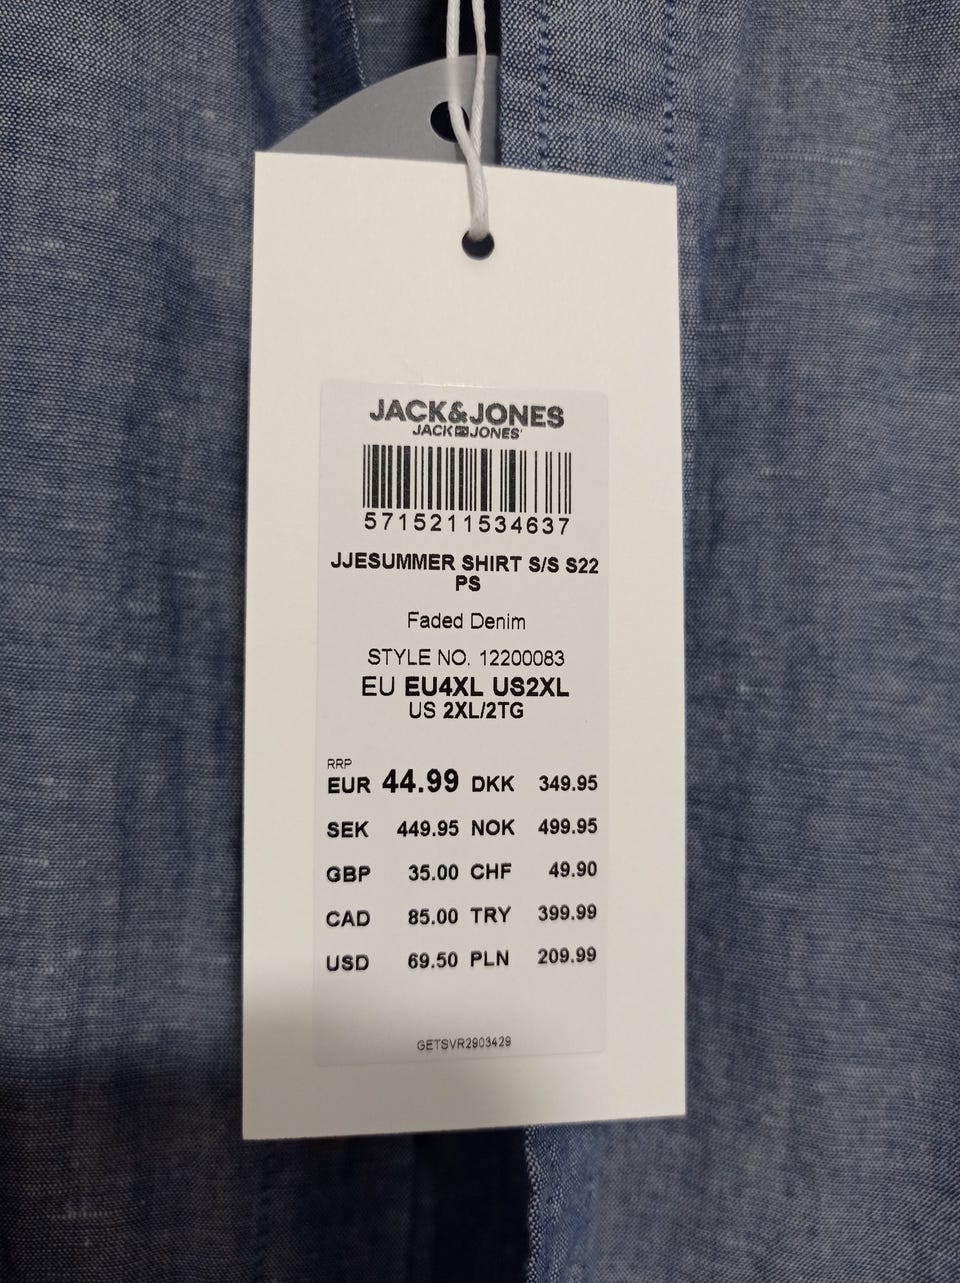 JACK&JONES
JACK JONES
5715211534637
JJESUMMER SHIRT S/S S22
PS
Faded Denim
STYLE NO. 12200083
EU EU4XL US2XL
US 2XL/2TG
RRP
EUR 44.99 DKK 349.95
SEK 449.95 NOK 499.95
GBP 35.00 CHF 49.90
CAD 85.00 TRY 399.99
USD 69.50 PLN 209.99
GETSVR2903429